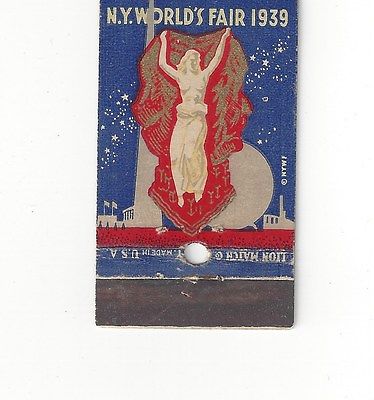 N.Y. WORLD'S FAIR 1939
© NYWF
LION MATCH CO
N.Y. MADE IN U.S.A